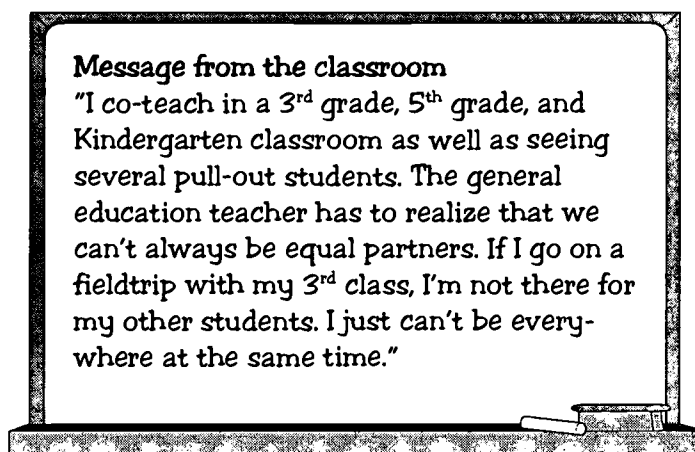 Message from the classroom
"I co-teach in a 3rd grade, 5th grade, and
Kindergarten classroom as well as seeing
several pull-out students. The general
education teacher has to realize that we
can't always be equal partners. If I go on a
fieldtrip with my 3rd class, I'm not there for
my other students. I just can't be every-
where at the same time."